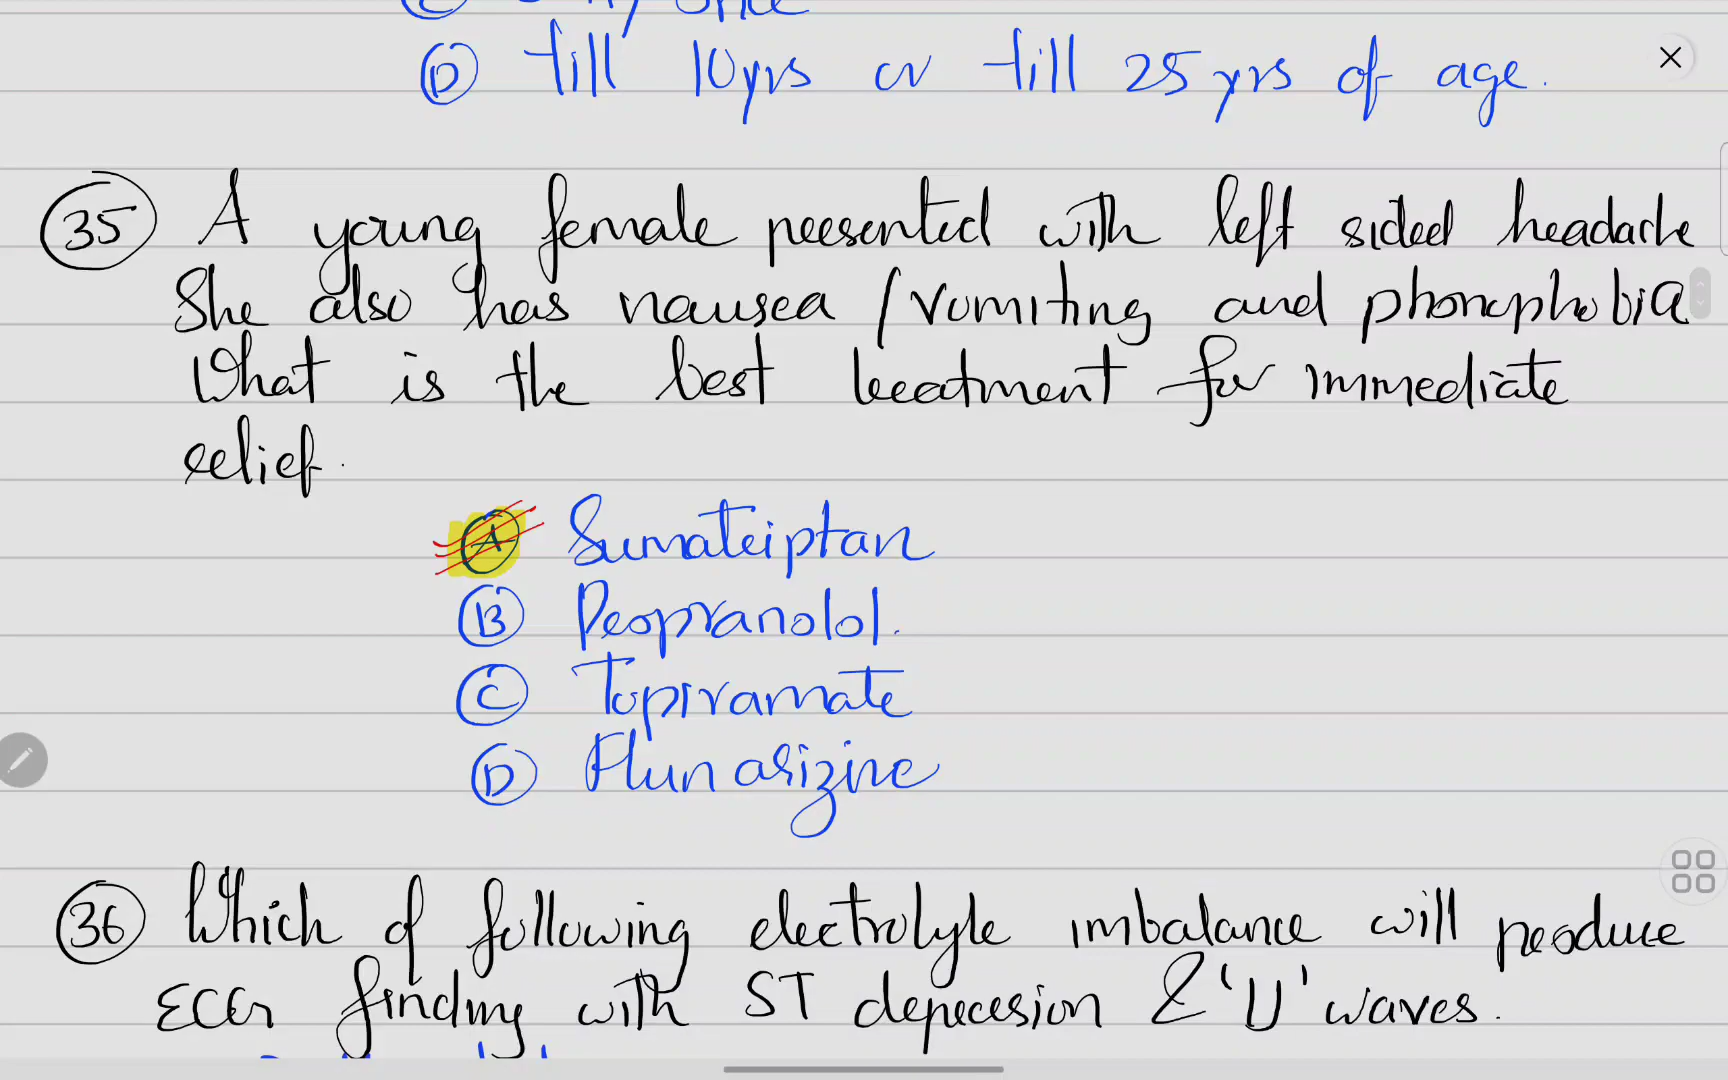 D till 10yrs or till 25 yrs of age.
35 A young female presented with left sided headache
She also has nausea / vomiting and phonophobia
What is the best treatment for immediate
relief.
A Sumatriptan
B Propranolol.
C Topiramate
D Flunarizine
36 Which of following electrolyte imbalance will produce
ECG finding with ST depression & 'U' waves.